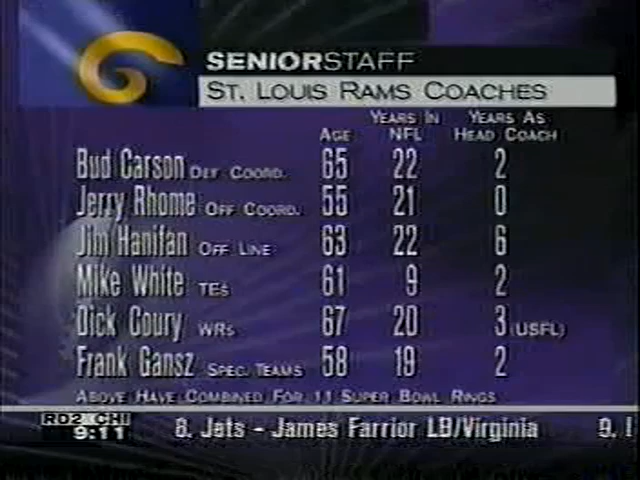 SENIORSTAFF
ST. LOUIS RAMS COACHES
AGE YEARS IN NFL YEARS AS HEAD COACH
Bud Carson DEF COORD. 65 22 2
Jerry Rhome OFF COORD. 55 21 0
Jim Hanifan OFF LINE 63 22 6
Mike White TES 61 9 2
Dick Coury WRS 67 20 3 (USFL)
Frank Gansz SPEC. TEAMS 58 19 2
ABOVE HAVE COMBINED FOR 11 SUPER BOWL RINGS
RD2 CHI
9:11
8. Jets - James Farrior LB/Virginia 9.